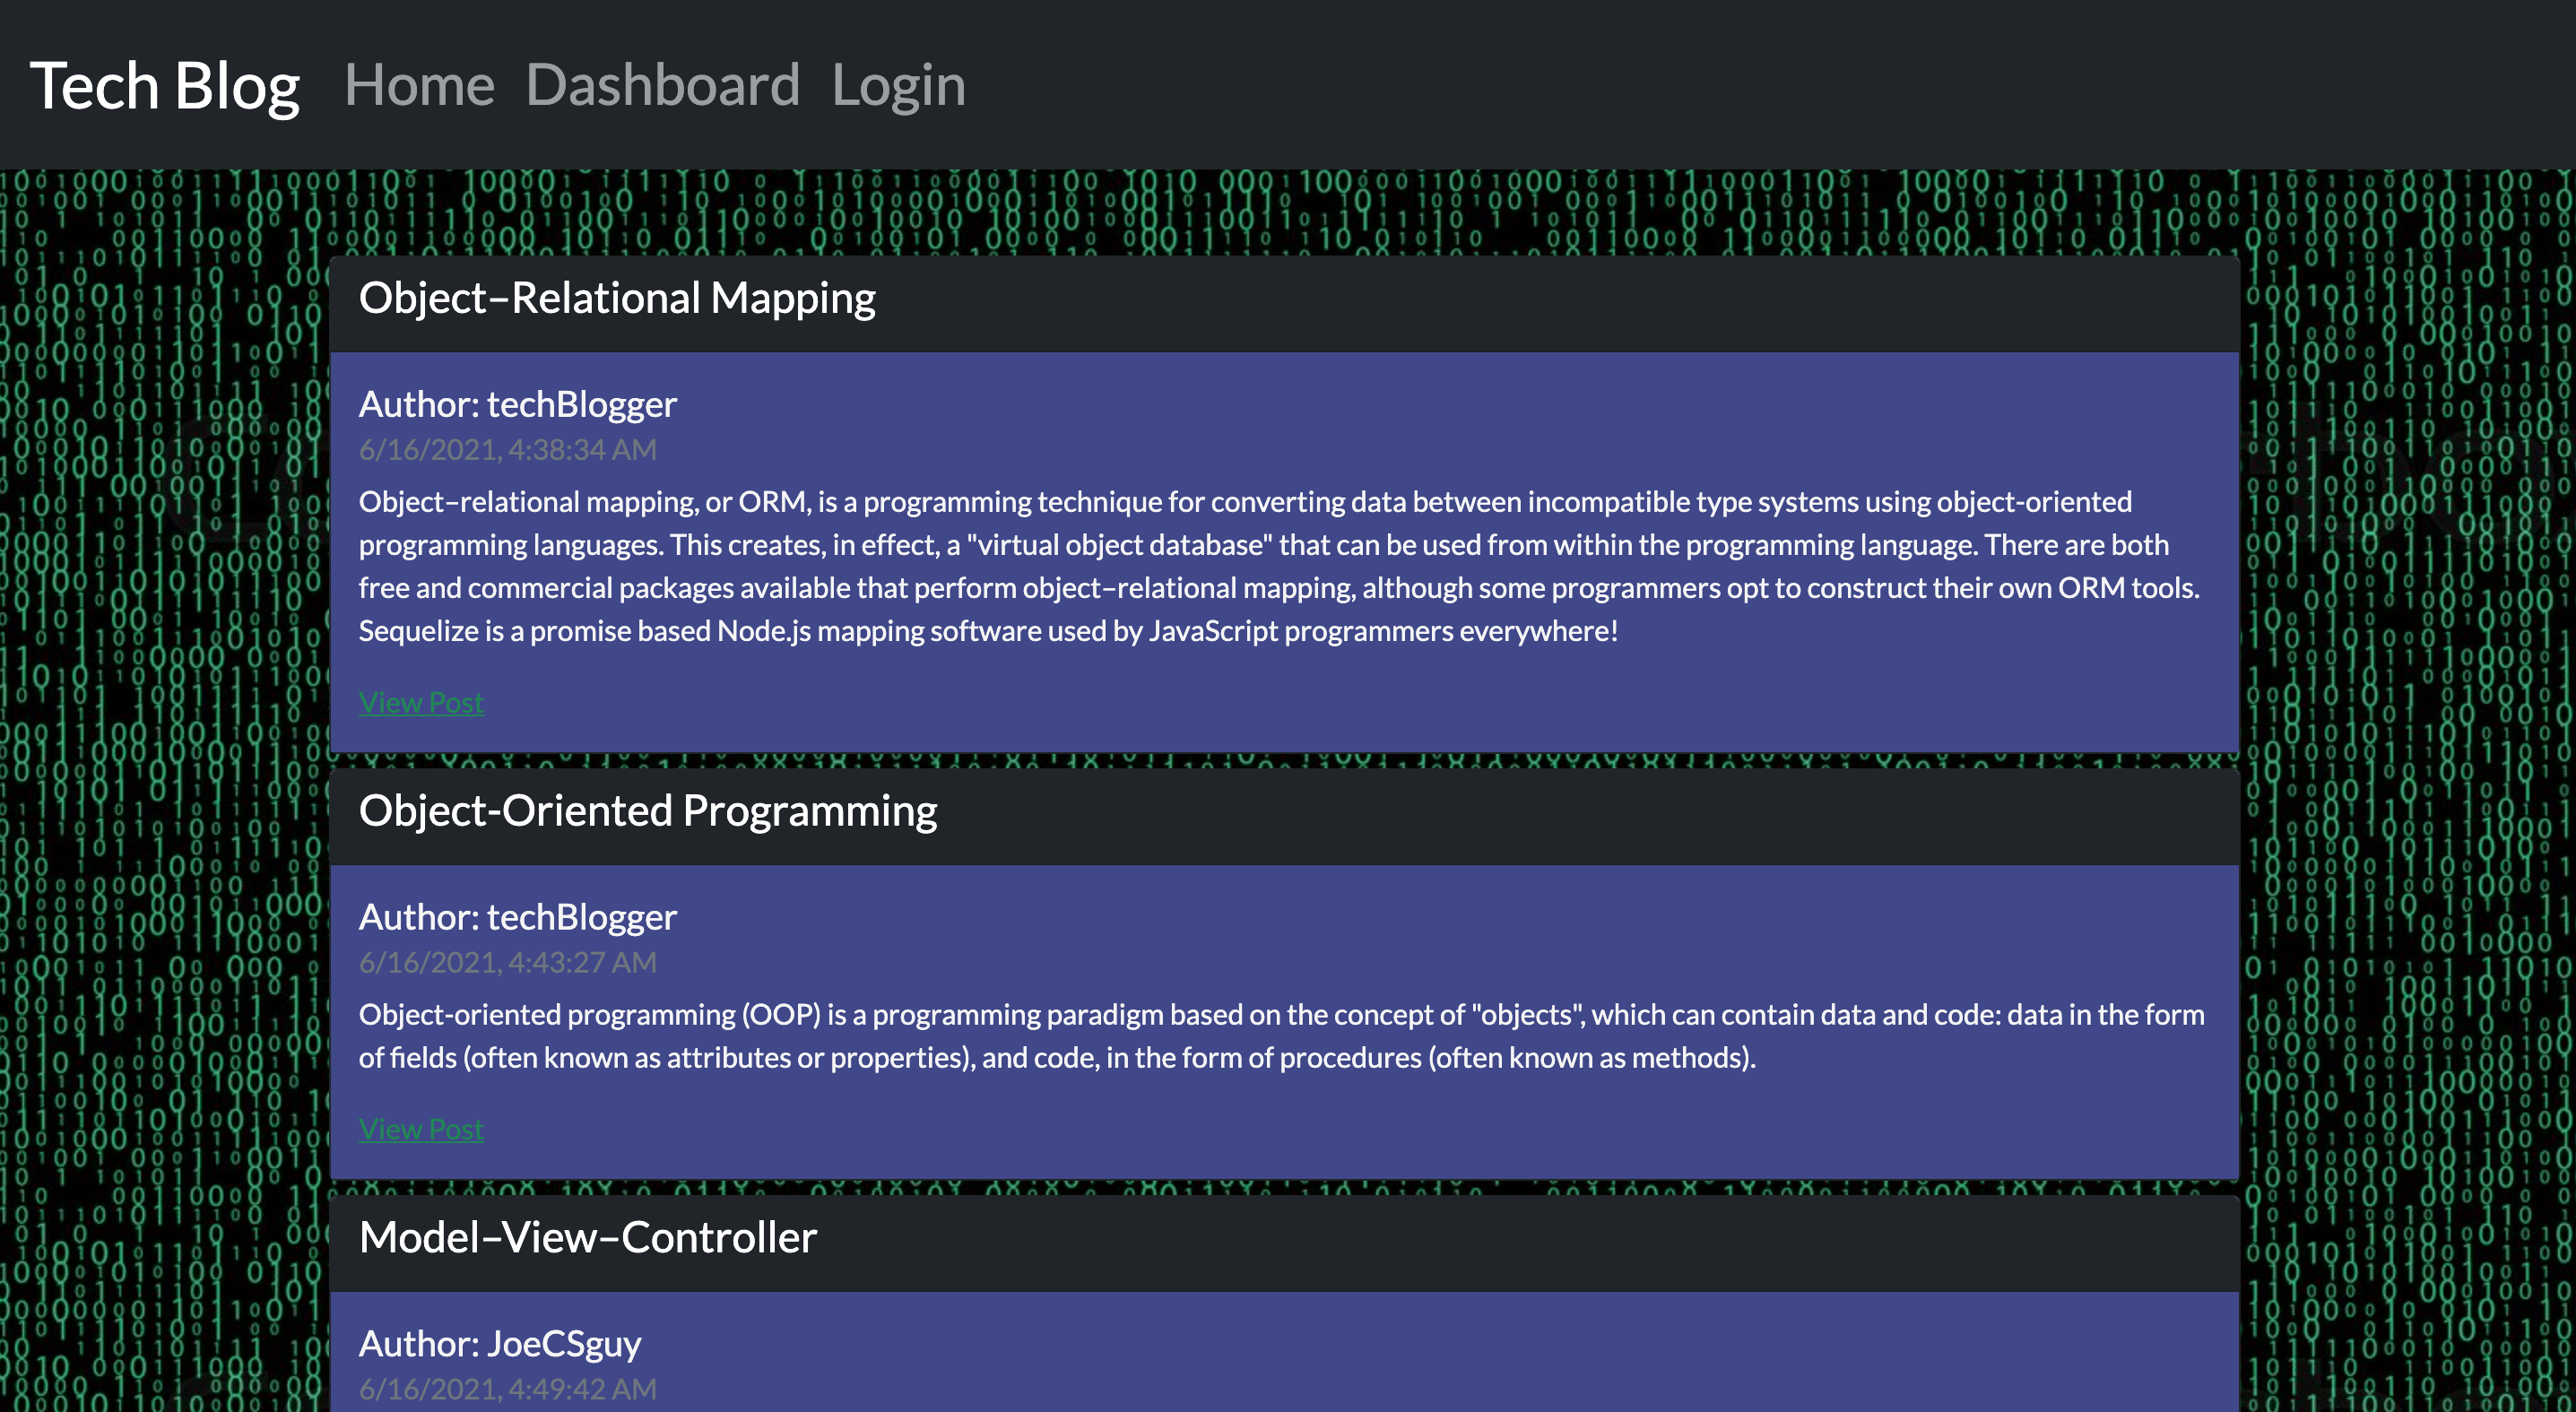 Tech Blog Home Dashboard Login
Object–Relational Mapping
Author: techBlogger
6/16/2021, 4:38:34 AM
Object–relational mapping, or ORM, is a programming technique for converting data between incompatible type systems using object-oriented
programming languages. This creates, in effect, a "virtual object database" that can be used from within the programming language. There are both
free and commercial packages available that perform object–relational mapping, although some programmers opt to construct their own ORM tools.
Sequelize is a promise based Node.js mapping software used by JavaScript programmers everywhere!
View Post
Object-Oriented Programming
Author: techBlogger
6/16/2021, 4:43:27 AM
Object-oriented programming (OOP) is a programming paradigm based on the concept of "objects", which can contain data and code: data in the form
of fields (often known as attributes or properties), and code, in the form of procedures (often known as methods).
View Post
Model–View–Controller
Author: JoeCSguy
6/16/2021, 4:49:42 AM